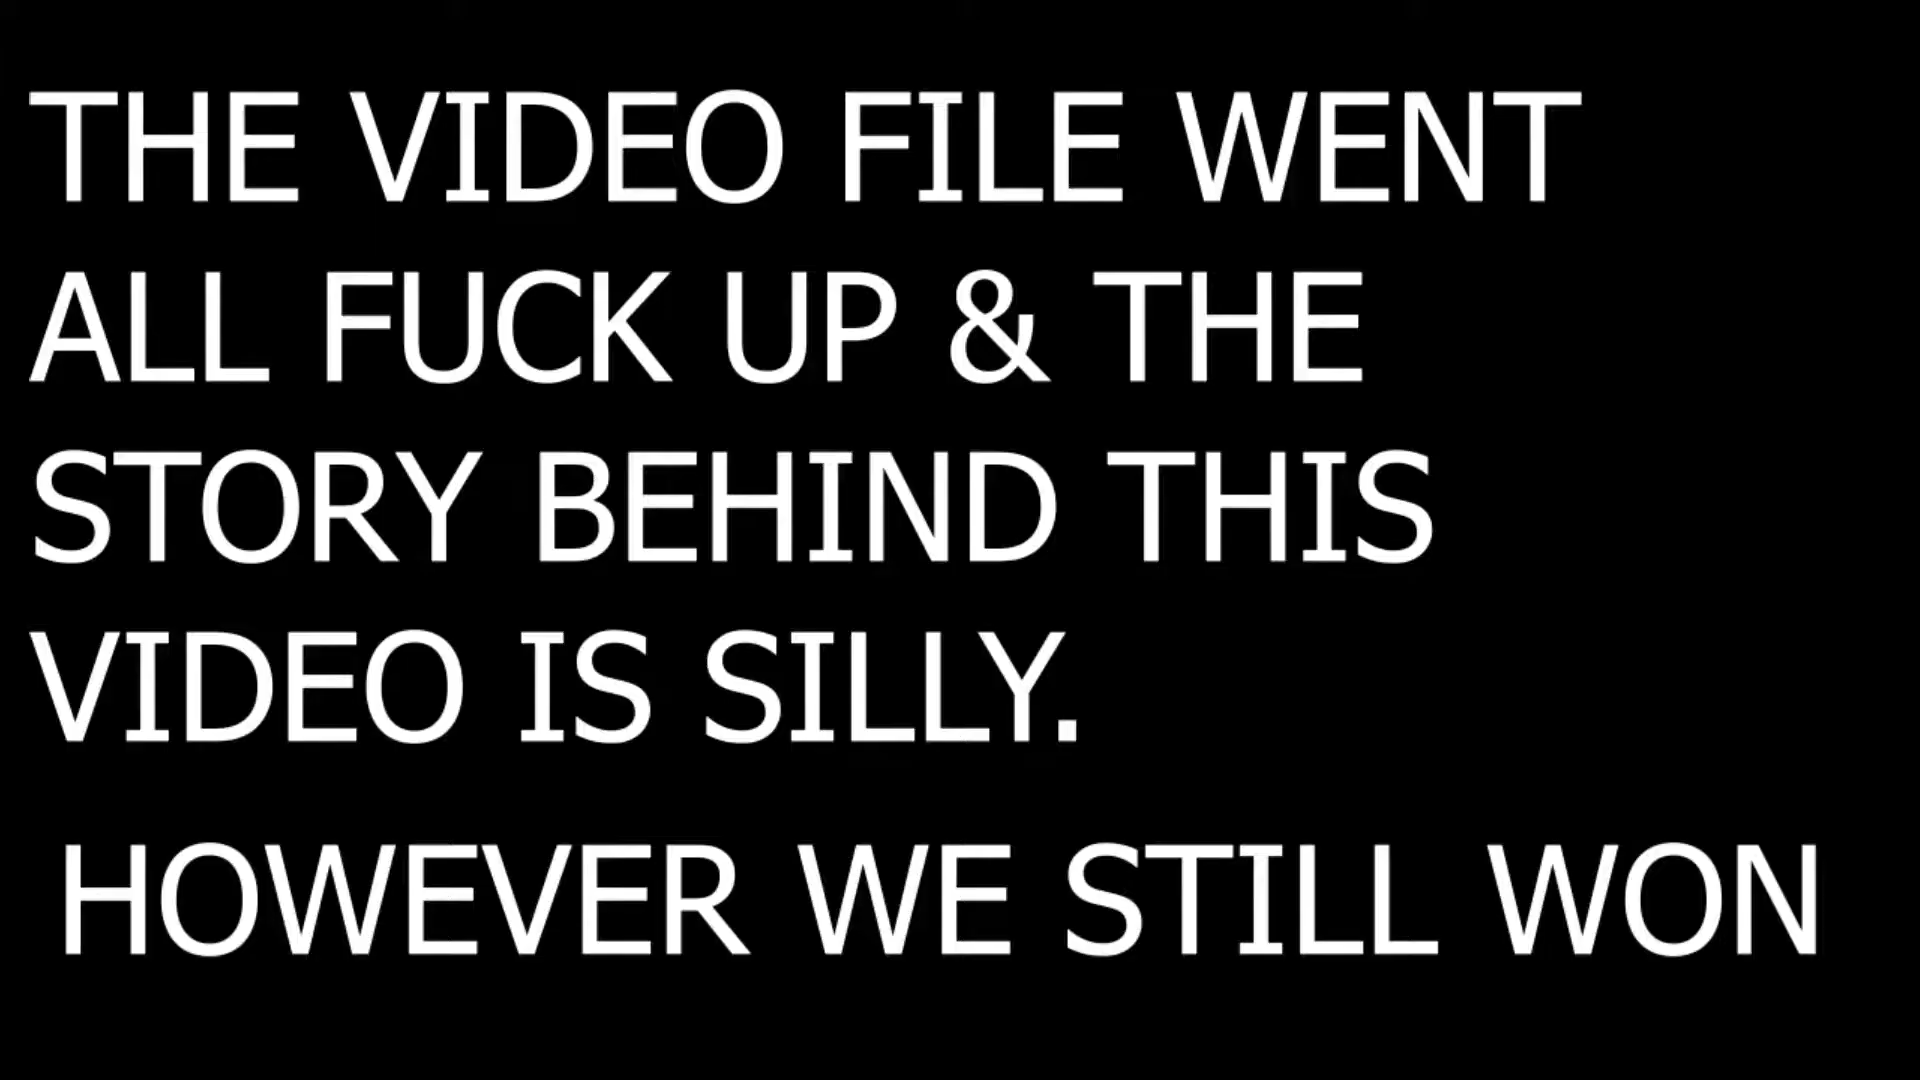 THE VIDEO FILE WENT
ALL FUCK UP & THE
STORY BEHIND THIS
VIDEO IS SILLY.
HOWEVER WE STILL WON